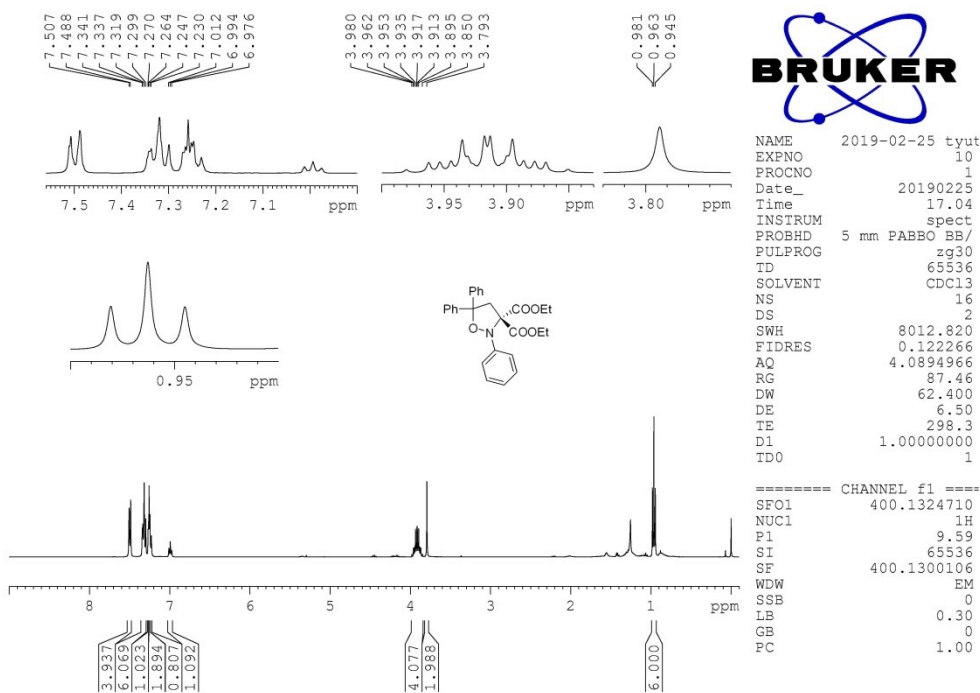 7.507
7.488
7.341
7.337
7.319
7.299
7.270
7.264
7.247
7.230
7.012
6.994
6.976
3.980
3.962
3.953
3.935
3.917
3.913
3.895
3.850
3.793
0.981
0.963
0.945
BRUKER
7.5 7.4 7.3 7.2 7.1 ppm
3.95 3.90 ppm
3.80 ppm
0.95 ppm
Ph
Ph
COOEt
COOEt
O
N
NAME 2019-02-25 tyut
EXPNO 10
PROCNO 1
Date_ 20190225
Time 17.04
INSTRUM spect
PROBHD 5 mm PABBO BB/
PULPROG zg30
TD 65536
SOLVENT CDCl3
NS 16
DS 2
SWH 8012.820
FIDRES 0.122266
AQ 4.0894966
RG 87.46
DW 62.400
DE 6.50
TE 298.3
D1 1.00000000
TD0 1
======== CHANNEL f1 ====
SFO1 400.1324710
NUC1 1H
P1 9.59
SI 65536
SF 400.1300106
WDW EM
SSB 0
LB 0.30
GB 0
PC 1.00
8 7 6 5 4 3 2 1 ppm
3.937
6.069
1.023
1.894
0.807
1.092
4.077
1.988
6.000